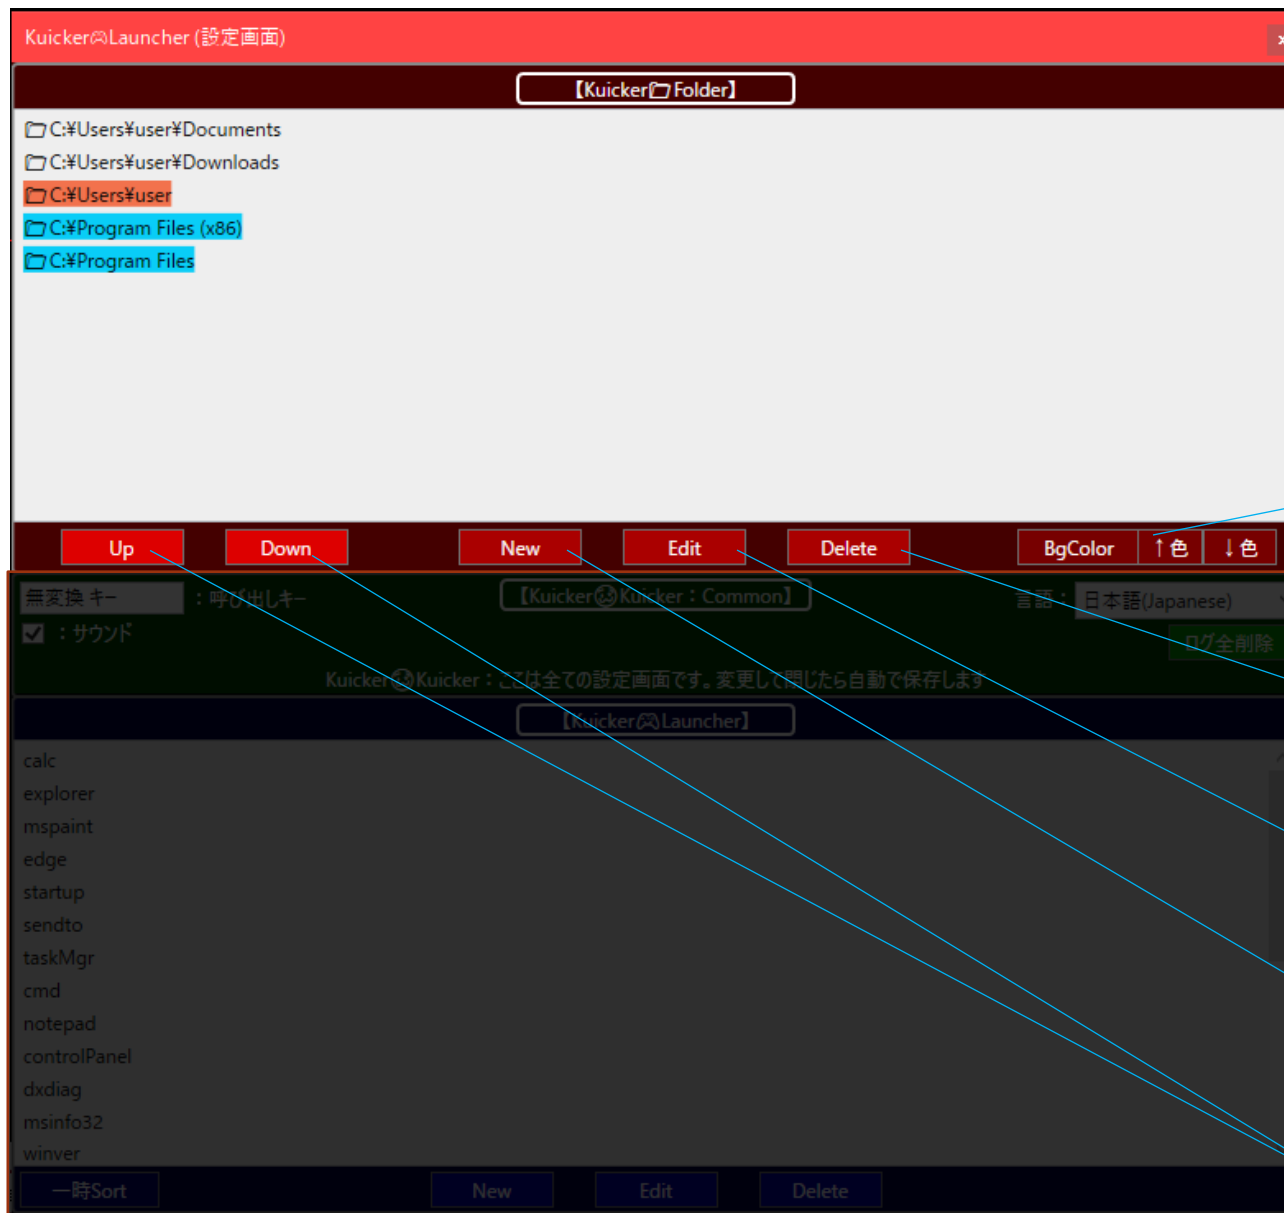 Kuicker🎮Launcher (設定画面) x
【Kuicker🗀Folder】
🗀C:¥Users¥user¥Documents
🗀C:¥Users¥user¥Downloads
🗀C:¥Users¥user
🗀C:¥Program Files (x86)
🗀C:¥Program Files
Up Down New Edit Delete BgColor ↑色 ↓色
無変換 キー ：呼び出しキー 【Kuicker Kuicker：Common】 言語： 日本語(Japanese)
✓ ：サウンド
ログ全削除
Kuicker Kuicker：ここは全ての設定画面です。変更して閉じたら自動で保存します
【Kuicker🎮Launcher】
calc
explorer
mspaint
edge
startup
sendto
taskMgr
cmd
notepad
controlPanel
dxdiag
msinfo32
winver
一時Sort New Edit Delete